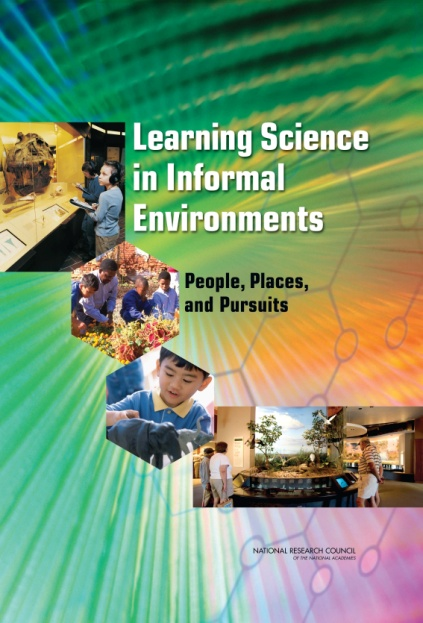 Learning Science
in Informal
Environments
People, Places,
and Pursuits
NATIONAL RESEARCH COUNCIL
OF THE NATIONAL ACADEMIES